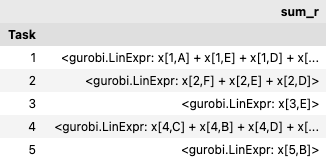 sum_r
Task
1 <gurobi.LinExpr: x[1,A] + x[1,E] + x[1,D] + x[...
2 <gurobi.LinExpr: x[2,F] + x[2,E] + x[2,D]>
3 <gurobi.LinExpr: x[3,E]>
4 <gurobi.LinExpr: x[4,C] + x[4,B] + x[4,D] + x[...
5 <gurobi.LinExpr: x[5,B]>